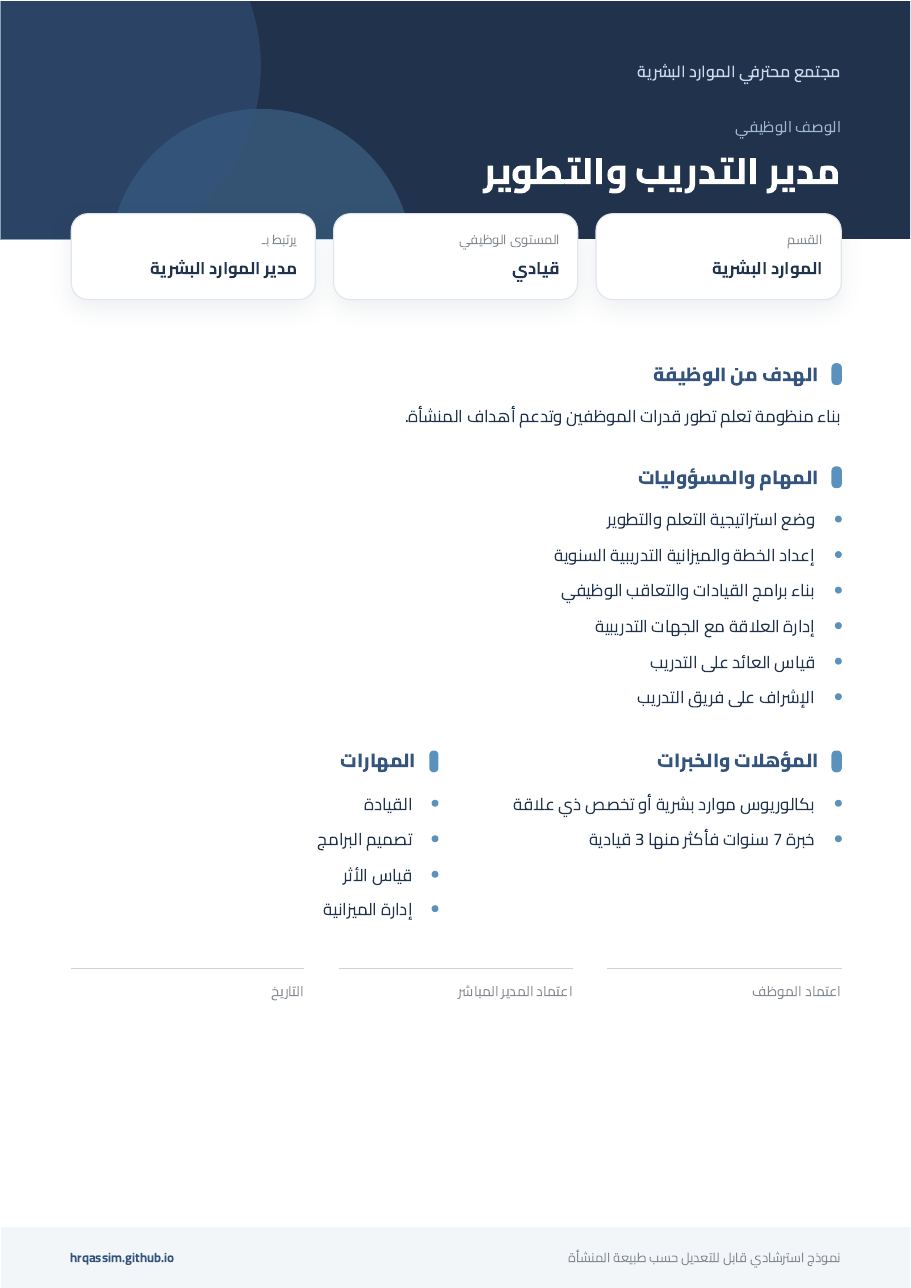 مجتمع محترفي الموارد البشرية
الوصف الوظيفي
مدير التدريب والتطوير
القسم
الموارد البشرية
المستوى الوظيفي
قيادي
يرتبط بـ
مدير الموارد البشرية
الهدف من الوظيفة
بناء منظومة تعلم تطور قدرات الموظفين وتدعم أهداف المنشأة.
المهام والمسؤوليات
وضع استراتيجية التعلم والتطوير
إعداد الخطة والميزانية التدريبية السنوية
بناء برامج القيادات والتعاقب الوظيفي
إدارة العلاقة مع الجهات التدريبية
قياس العائد على التدريب
الإشراف على فريق التدريب
المؤهلات والخبرات
بكالوريوس موارد بشرية أو تخصص ذي علاقة
خبرة 7 سنوات فأكثر منها 3 قيادية
المهارات
القيادة
تصميم البرامج
قياس الأثر
إدارة الميزانية
اعتماد الموظف
اعتماد المدير المباشر
التاريخ
نموذج استرشادي قابل للتعديل حسب طبيعة المنشأة
hrqassim.github.io